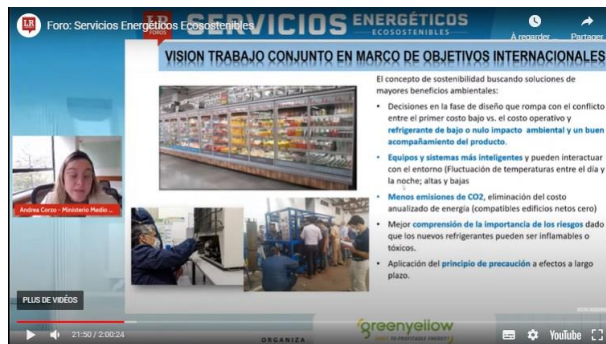 LR
Foro: Servicios Energéticos Ecosostenibles
LR
FOROS
SERVICIOS
ENERGÉTICOS
ECOSOSTENIBLES
À regarder ...
Partager
VISION TRABAJO CONJUNTO EN MARCO DE OBJETIVOS INTERNACIONALES
El concepto de sostenibilidad buscando soluciones de
mayores beneficios ambientales:
• Decisiones en la fase de diseño que rompa con el conflicto
entre el primer costo bajo vs. el costo operativo y
refrigerante de bajo o nulo impacto ambiental y un buen
acompañamiento del producto.
• Equipos y sistemas más inteligentes y pueden interactuar
con el entorno (Fluctuación de temperaturas entre el día y
la noche; altas y bajas
• Menos emisiones de CO2, eliminación del costo
anualizado de energía (compatibles edificios netos cero)
• Mejor comprensión de la importancia de los riesgos dado
que los nuevos refrigerantes pueden ser inflamables o
tóxicos.
• Aplicación del principio de precaución a efectos a largo
plazo.
Andrea Corzo - Ministerio Medio ...
PLUS DE VIDÉOS
21:50 / 2:00:24
ORGANIZA
greenyellow
YouTube